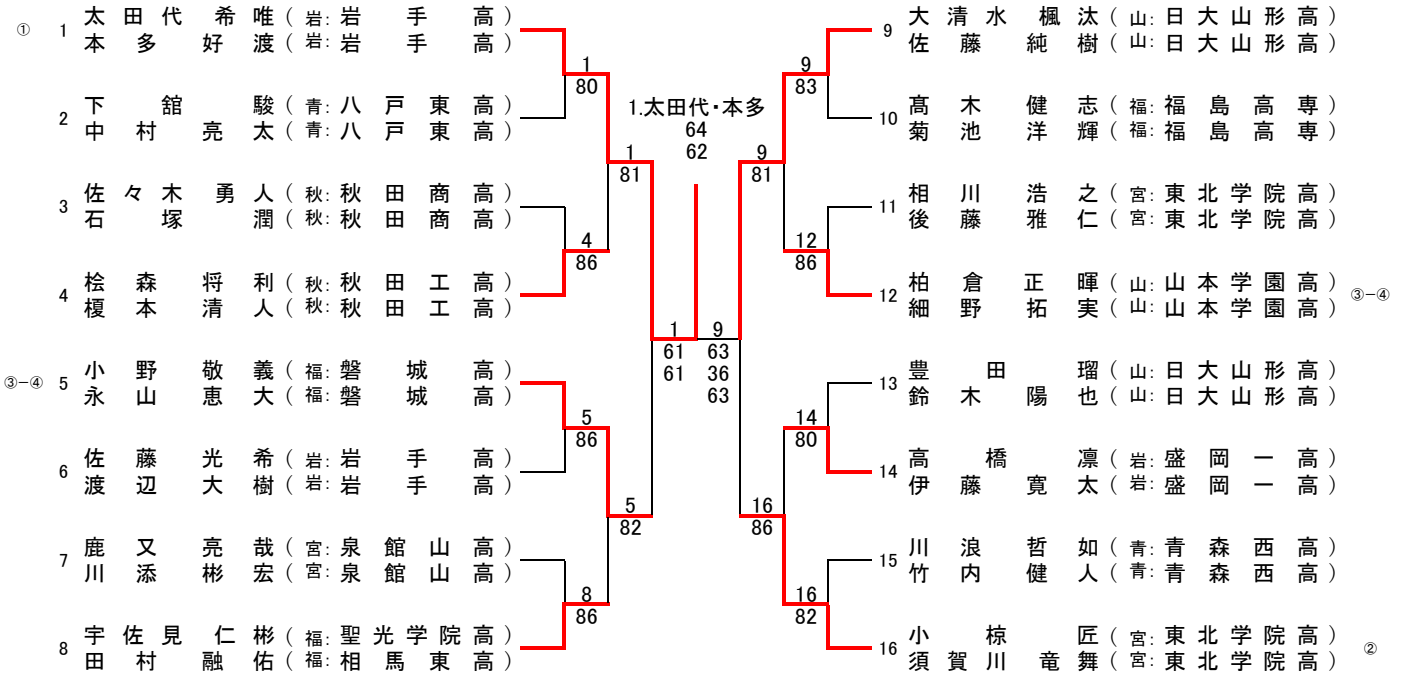 ① 1 太田代希唯 (岩: 岩手高)
本多好渡 (岩: 岩手高)
2 下舘駿 (青: 八戸東高)
中村亮太 (青: 八戸東高)
3 佐々木勇人 (秋: 秋田商高)
石塚潤 (秋: 秋田商高)
4 桧森将利 (秋: 秋田工高)
榎本清人 (秋: 秋田工高)
③-④ 5 小野敬義 (福: 磐城高)
永山恵大 (福: 磐城高)
6 佐藤光希 (岩: 岩手高)
渡辺大樹 (岩: 岩手高)
7 鹿又亮哉 (宮: 泉館山高)
川添彬宏 (宮: 泉館山高)
8 宇佐見仁彬 (福: 聖光学院高)
田村融佑 (福: 相馬東高)
1
80
4
86
5
86
8
86
1
81
5
82
1
61
61
1.太田代・本多
64
62
9
63
36
63
9
81
16
86
9
83
12
86
14
80
16
82
9 大清水楓汰 (山: 日大山形高)
佐藤純樹 (山: 日大山形高)
10 髙木健志 (福: 福島高専)
菊池洋輝 (福: 福島高専)
11 相川浩之 (宮: 東北学院高)
後藤雅仁 (宮: 東北学院高)
12 柏倉正暉 (山: 山本学園高) ③-④
細野拓実 (山: 山本学園高)
13 豊田瑠 (山: 日大山形高)
鈴木陽也 (山: 日大山形高)
14 高橋凛 (岩: 盛岡一高)
伊藤寛太 (岩: 盛岡一高)
15 川浪哲如 (青: 青森西高)
竹内健人 (青: 青森西高)
16 小椋匠 (宮: 東北学院高) ②
須賀川竜舞 (宮: 東北学院高)